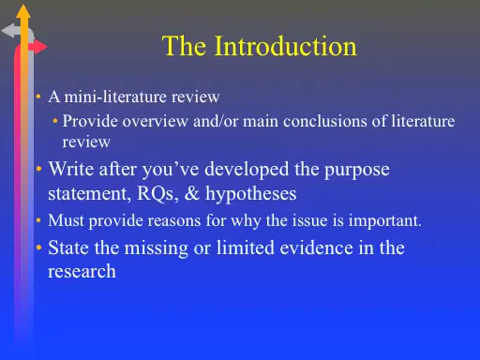 The Introduction
• A mini-literature review
• Provide overview and/or main conclusions of literature
review
• Write after you've developed the purpose
statement, RQs, & hypotheses
• Must provide reasons for why the issue is important.
• State the missing or limited evidence in the
research